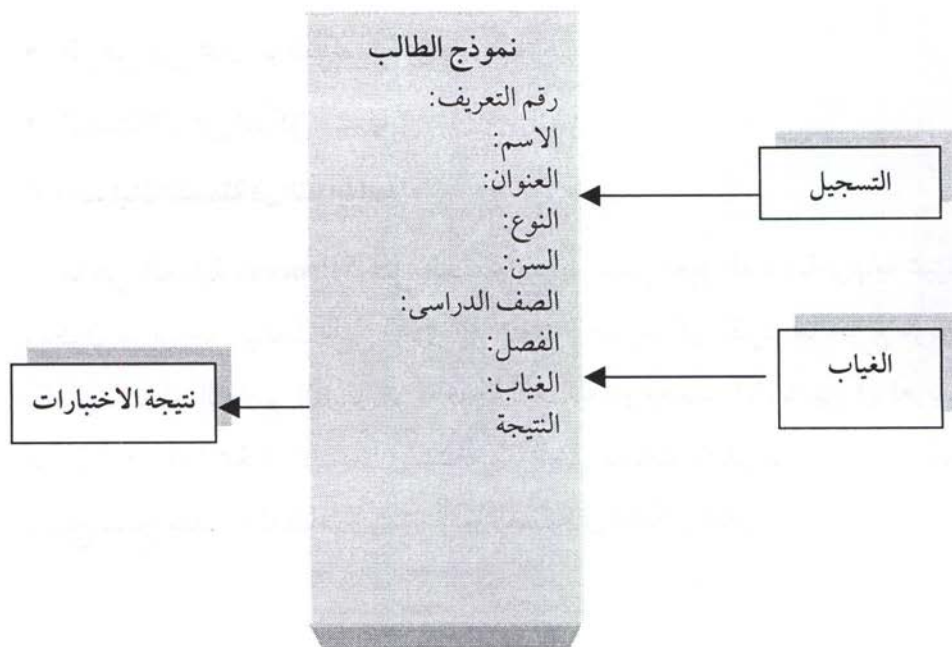 نموذج الطالب
رقم التعريف:
الاسم:
العنوان:
النوع:
السن:
الصف الدراسى:
الفصل:
الغياب:
النتيجة
التسجيل
الغياب
نتيجة الاختبارات